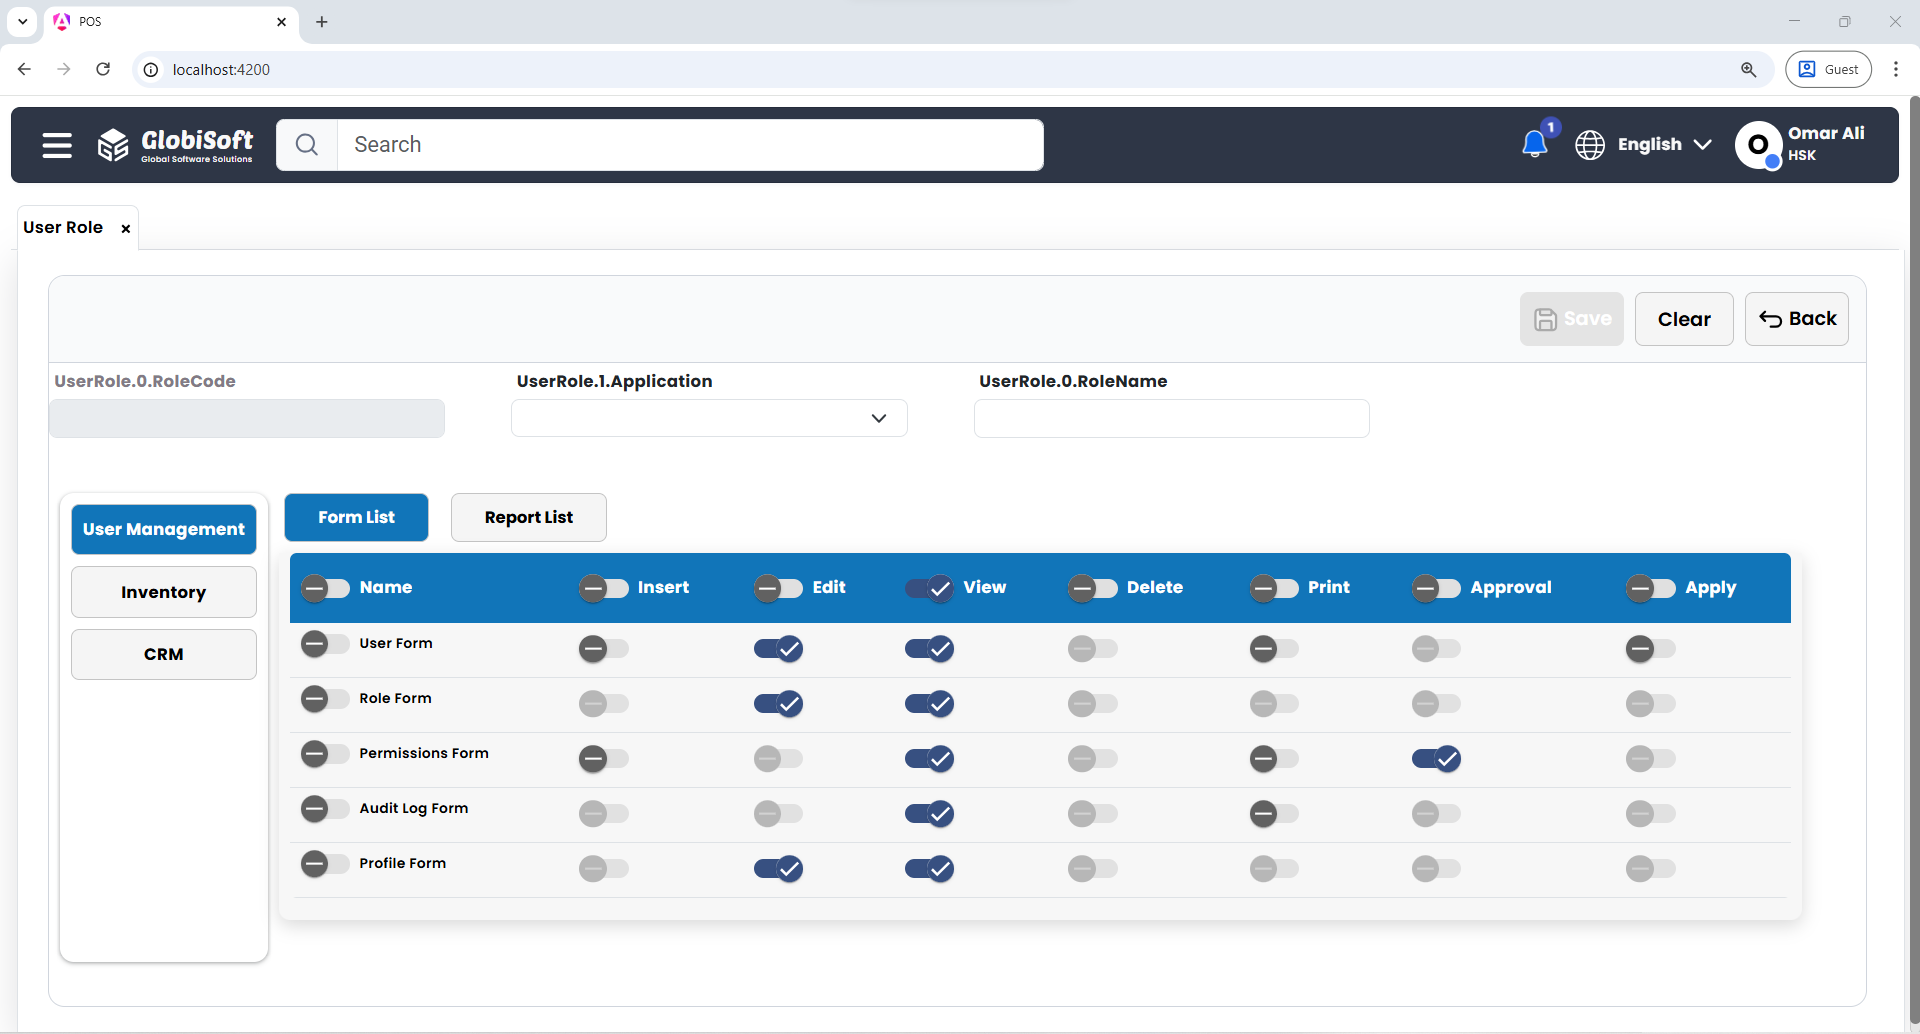 POS
localhost:4200
Guest
GlobiSoft
Global Software Solutions
Search
1
English
O
Omar Ali
HSK
User Role
Save
Clear
Back
UserRole.0.RoleCode
UserRole.1.Application
UserRole.0.RoleName
User Management
Inventory
CRM
Form List
Report List
Name Insert Edit View Delete Print Approval Apply
User Form
Role Form
Permissions Form
Audit Log Form
Profile Form